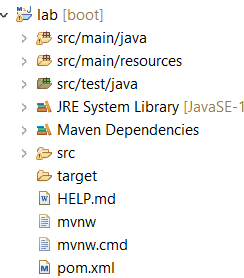 lab [boot]
src/main/java
src/main/resources
src/test/java
JRE System Library [JavaSE-1
Maven Dependencies
src
target
HELP.md
mvnw
mvnw.cmd
pom.xml